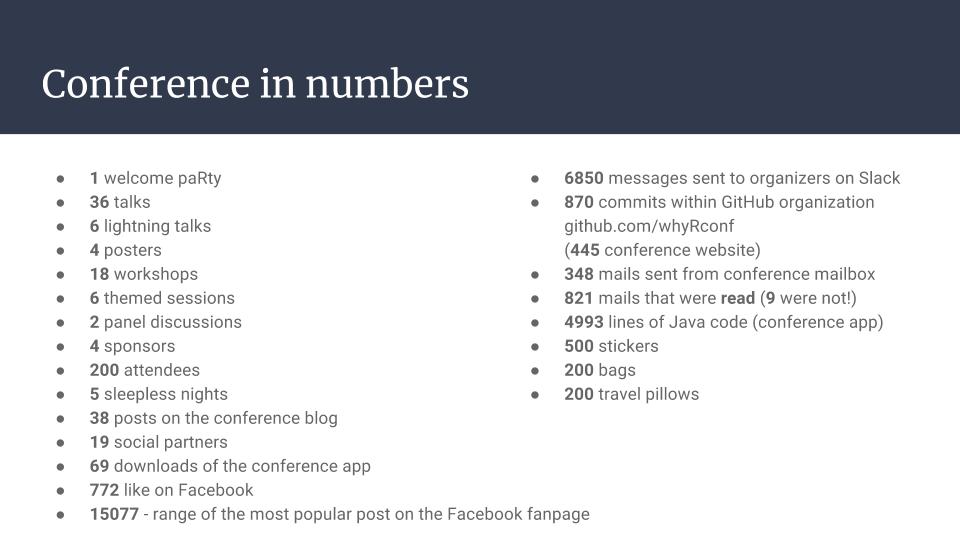 Conference in numbers
● 1 welcome paRty
● 36 talks
● 6 lightning talks
● 4 posters
● 18 workshops
● 6 themed sessions
● 2 panel discussions
● 4 sponsors
● 200 attendees
● 5 sleepless nights
● 38 posts on the conference blog
● 19 social partners
● 69 downloads of the conference app
● 772 like on Facebook
● 15077 - range of the most popular post on the Facebook fanpage
● 6850 messages sent to organizers on Slack
● 870 commits within GitHub organization
github.com/whyRconf
(445 conference website)
● 348 mails sent from conference mailbox
● 821 mails that were read (9 were not!)
● 4993 lines of Java code (conference app)
● 500 stickers
● 200 bags
● 200 travel pillows